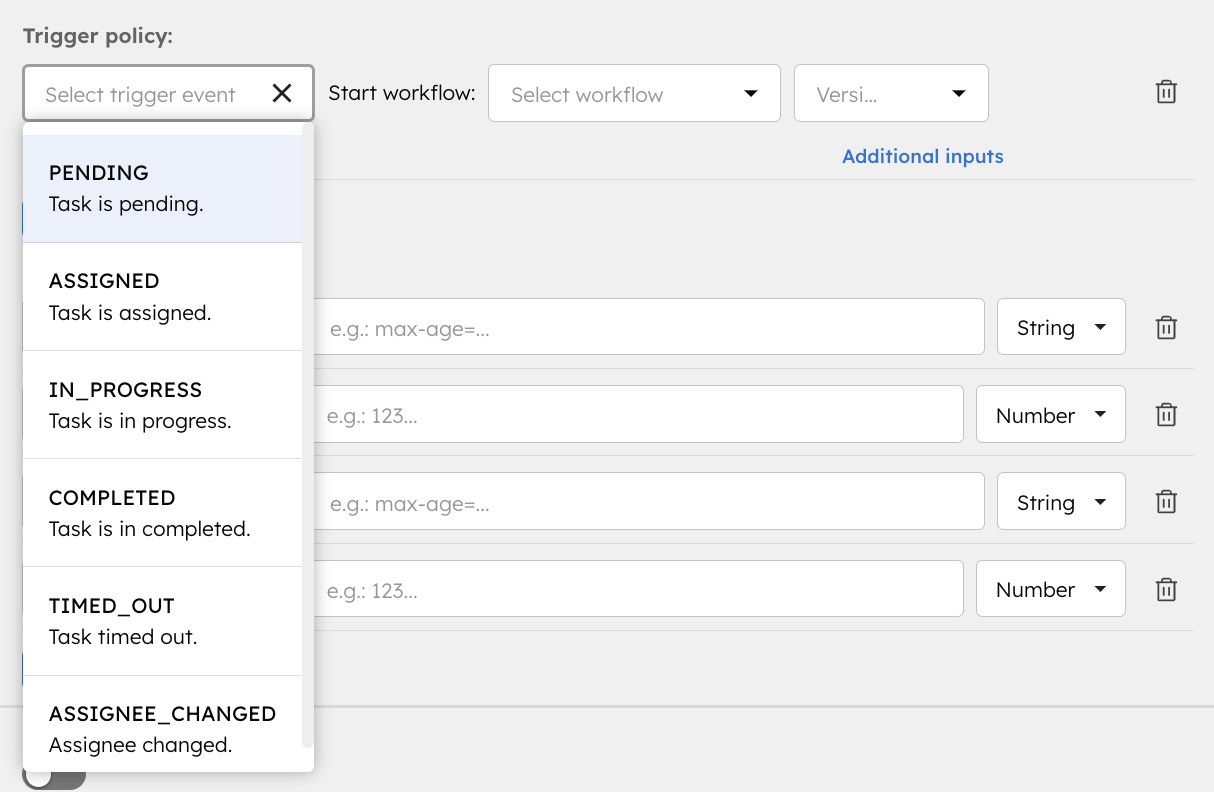 Trigger policy:
Select trigger event
Start workflow:
Select workflow
Versi...
Additional inputs
PENDING
Task is pending.
ASSIGNED
Task is assigned.
IN_PROGRESS
Task is in progress.
COMPLETED
Task is in completed.
TIMED_OUT
Task timed out.
ASSIGNEE_CHANGED
Assignee changed.
e.g.: max-age=...
String
e.g.: 123...
Number
e.g.: max-age=...
String
e.g.: 123...
Number